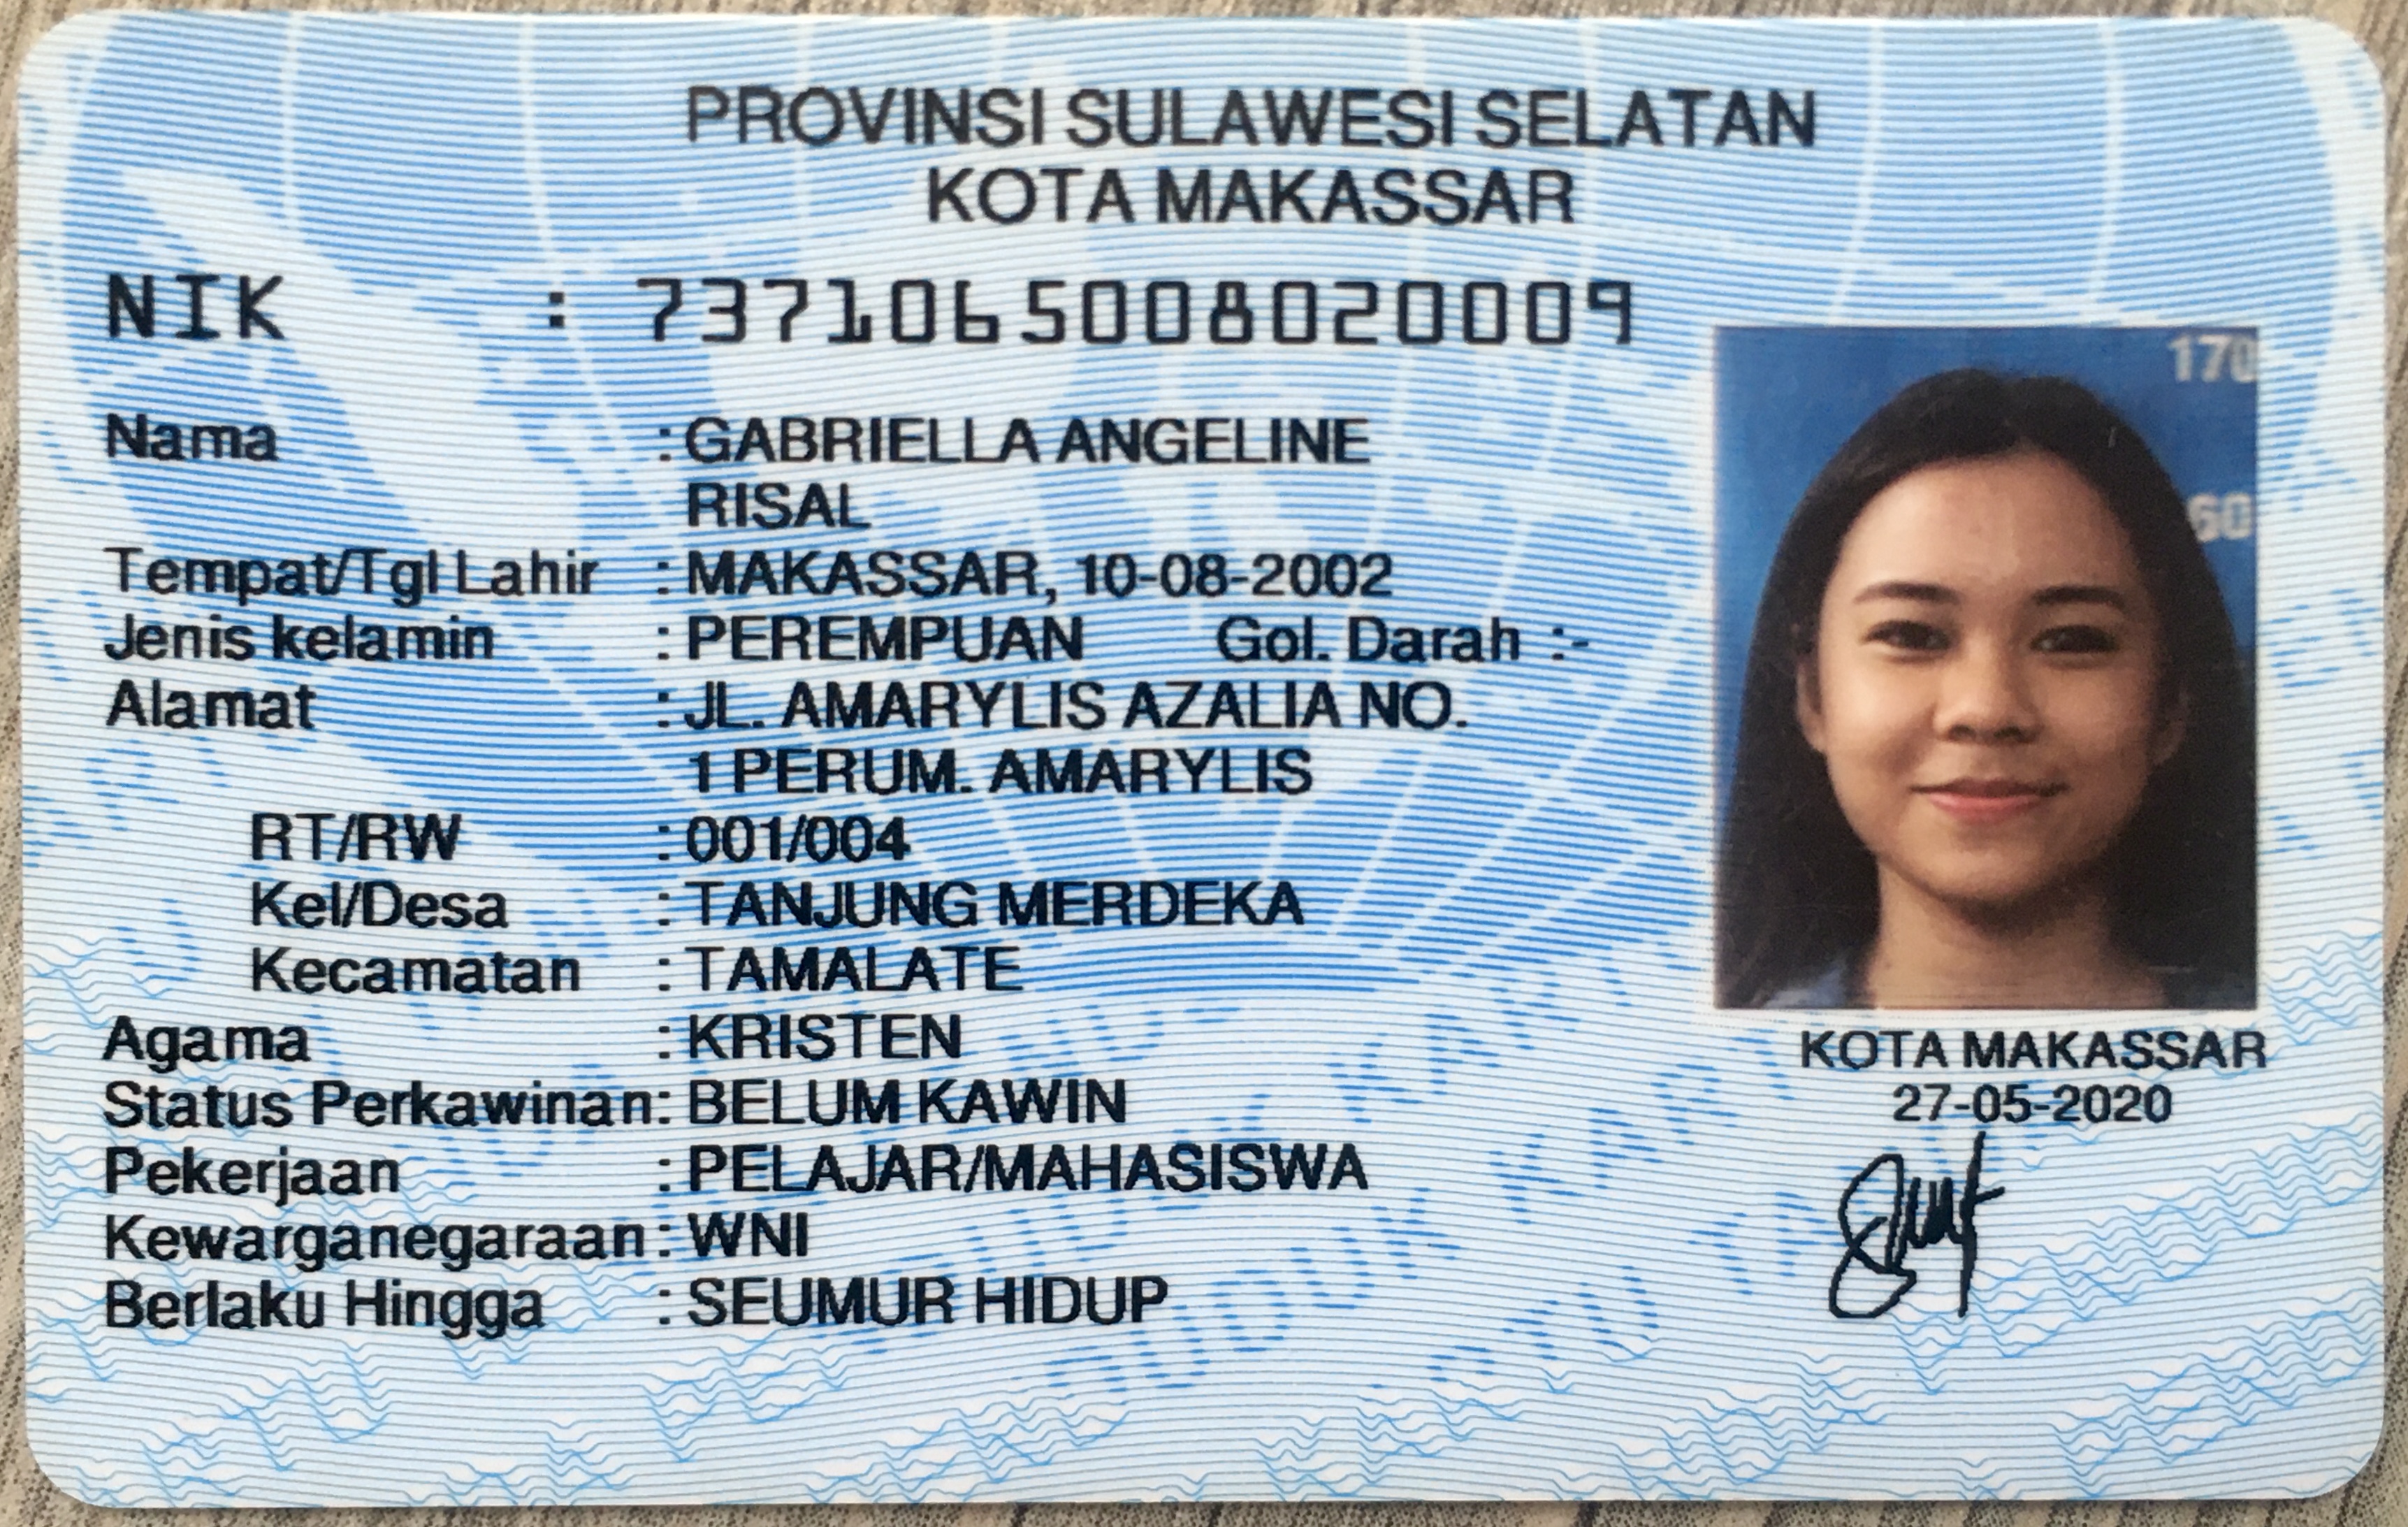 PROVINSI SULAWESI SELATAN
KOTA MAKASSAR
NIK : 7371065008020009
Nama : GABRIELLA ANGELINE
RISAL
Tempat/Tgl Lahir : MAKASSAR, 10-08-2002
Jenis kelamin : PEREMPUAN Gol. Darah :-
Alamat : JL. AMARYLIS AZALIA NO.
1 PERUM. AMARYLIS
RT/RW : 001/004
Kel/Desa : TANJUNG MERDEKA
Kecamatan : TAMALATE
Agama : KRISTEN
Status Perkawinan: BELUM KAWIN
Pekerjaan : PELAJAR/MAHASISWA
Kewarganegaraan: WNI
Berlaku Hingga : SEUMUR HIDUP
170
60
KOTA MAKASSAR
27-05-2020